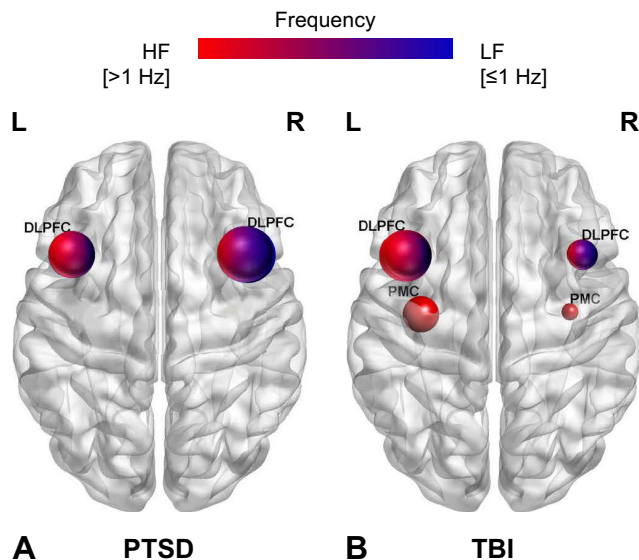 Frequency
HF
[>1 Hz]
LF
[≤1 Hz]
L
R
L
R
DLPFC
DLPFC
DLPFC
DLPFC
PMC
PMC
A
PTSD
B
TBI